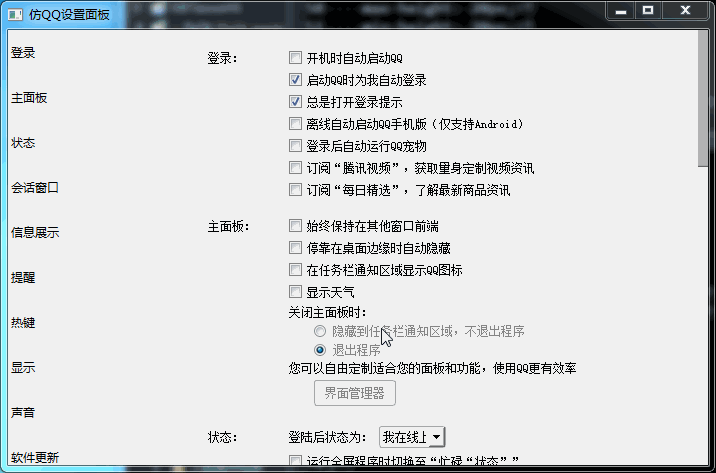 仿QQ设置面板
登录
主面板
状态
会话窗口
信息展示
提醒
热键
显示
声音
软件更新
登录：
开机时自动启动QQ
启动QQ时为我自动登录
总是打开登录提示
离线自动启动QQ手机版（仅支持Android）
登录后自动运行QQ宠物
订阅“腾讯视频”，获取量身定制视频资讯
订阅“每日精选”，了解最新商品资讯
主面板：
始终保持在其他窗口前端
停靠在桌面边缘时自动隐藏
在任务栏通知区域显示QQ图标
显示天气
关闭主面板时：
隐藏到任务栏通知区域，不退出程序
退出程序
您可以自由定制适合您的面板和功能，使用QQ更有效率
界面管理器
状态：
登陆后状态为： 我在线上
运行全屏程序时切换至“忙碌“状态””